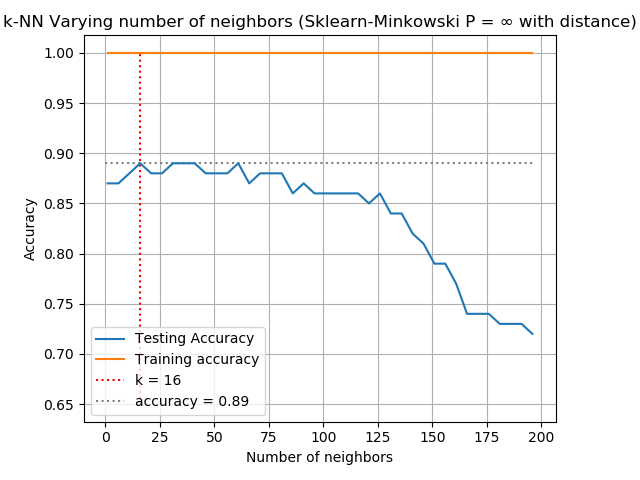 k-NN Varying number of neighbors (Sklearn-Minkowski P = ∞ with distance)
1.00
0.95
0.90
0.85
0.80
0.75
0.70
0.65
Accuracy
Testing Accuracy
Training accuracy
k = 16
accuracy = 0.89
0 25 50 75 100 125 150 175 200
Number of neighbors